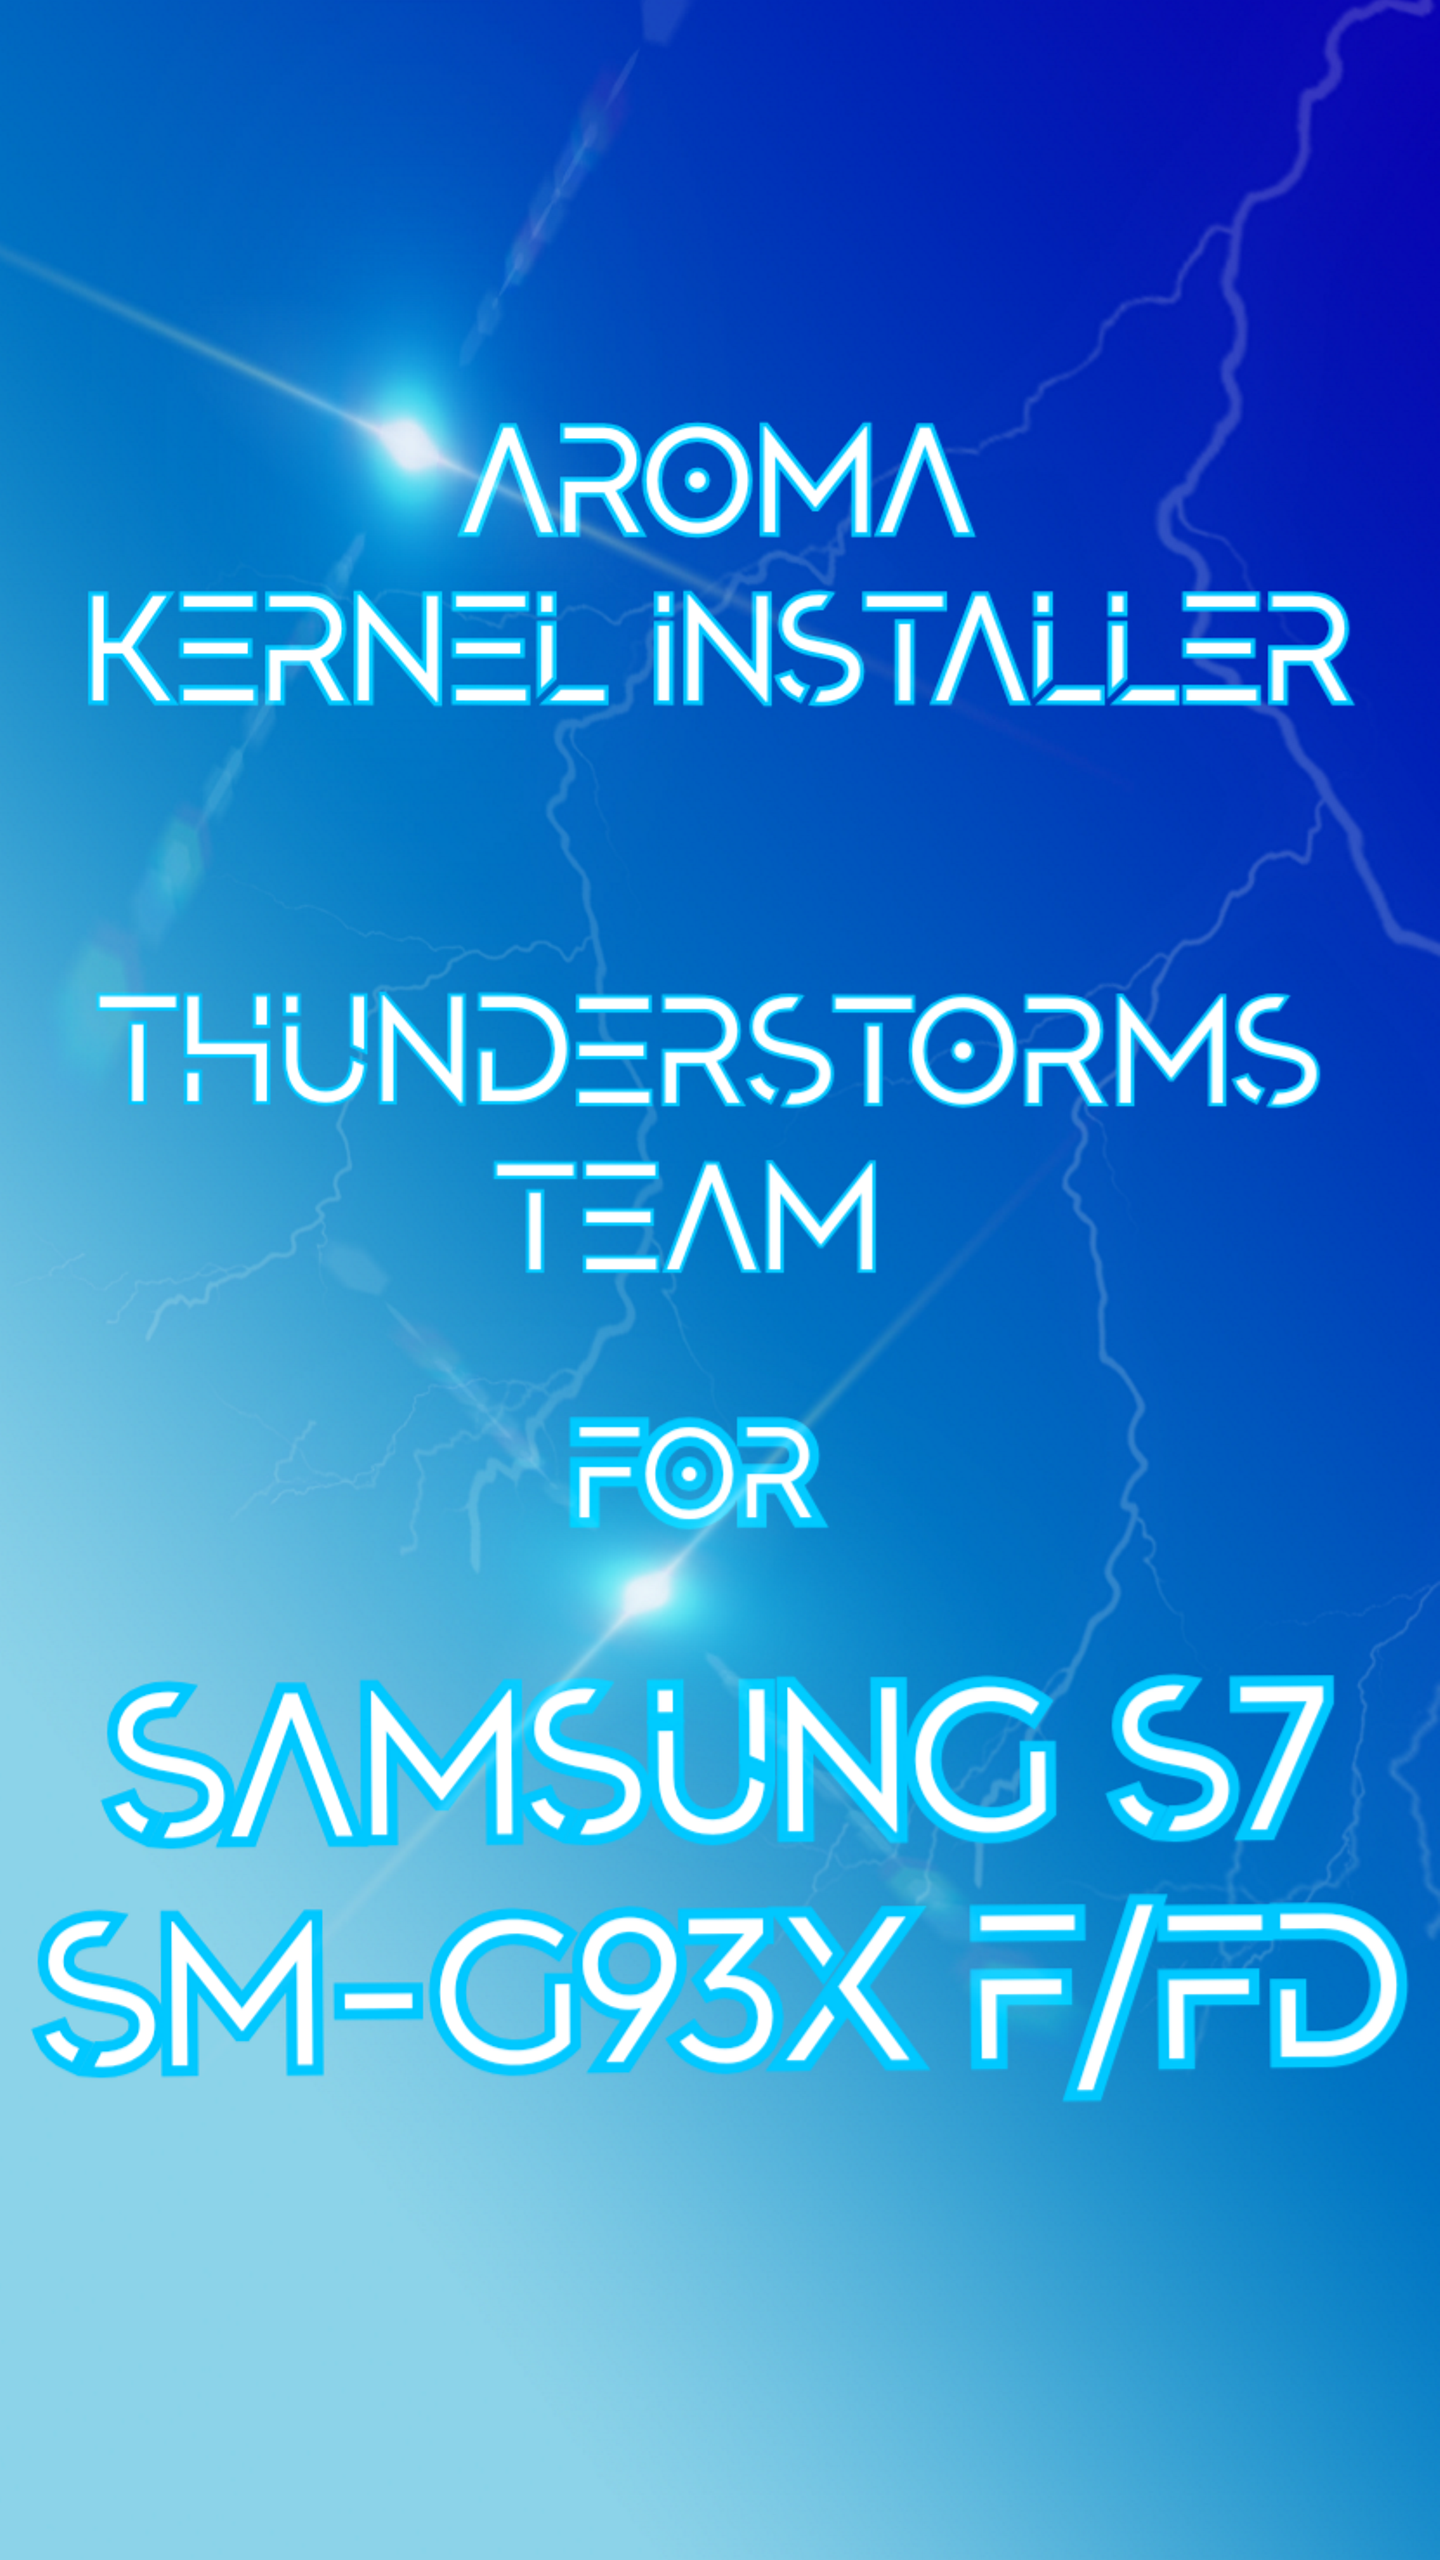 AROMA
KERNEL INSTALLER
THUNDERSTORMS
TEAM
FOR
SAMSUNG S7
SM-G93X F/FD